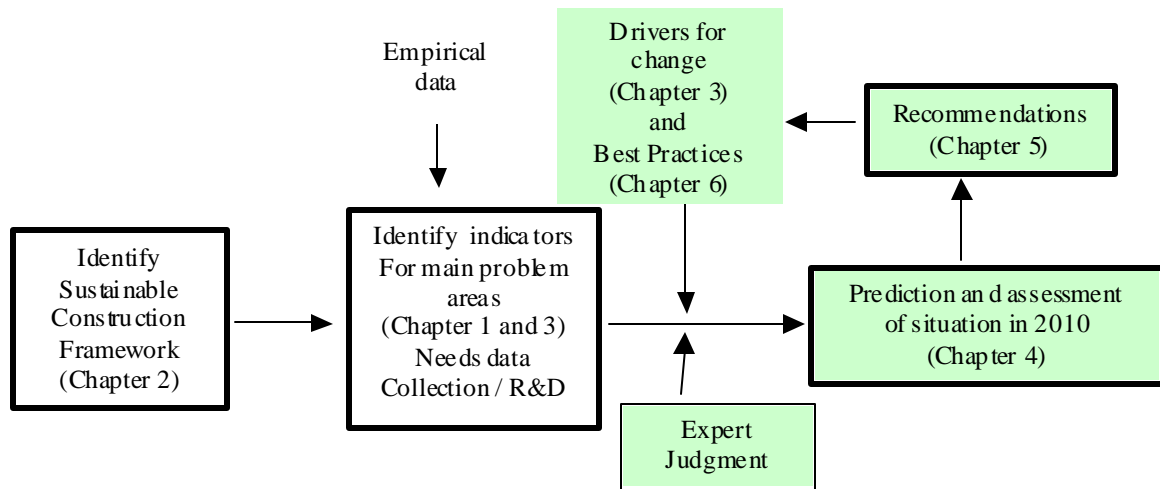 Empirical
data
Drivers for
change
(Chapter 3)
and
Best Practices
(Chapter 6)
Recommendations
(Chapter 5)
Identify
Sustainable
Construction
Framework
(Chapter 2)
Identify indicators
For main problem
areas
(Chapter 1 and 3)
Needs data
Collection / R&D
Prediction and assessment
of situation in 2010
(Chapter 4)
Expert
Judgment